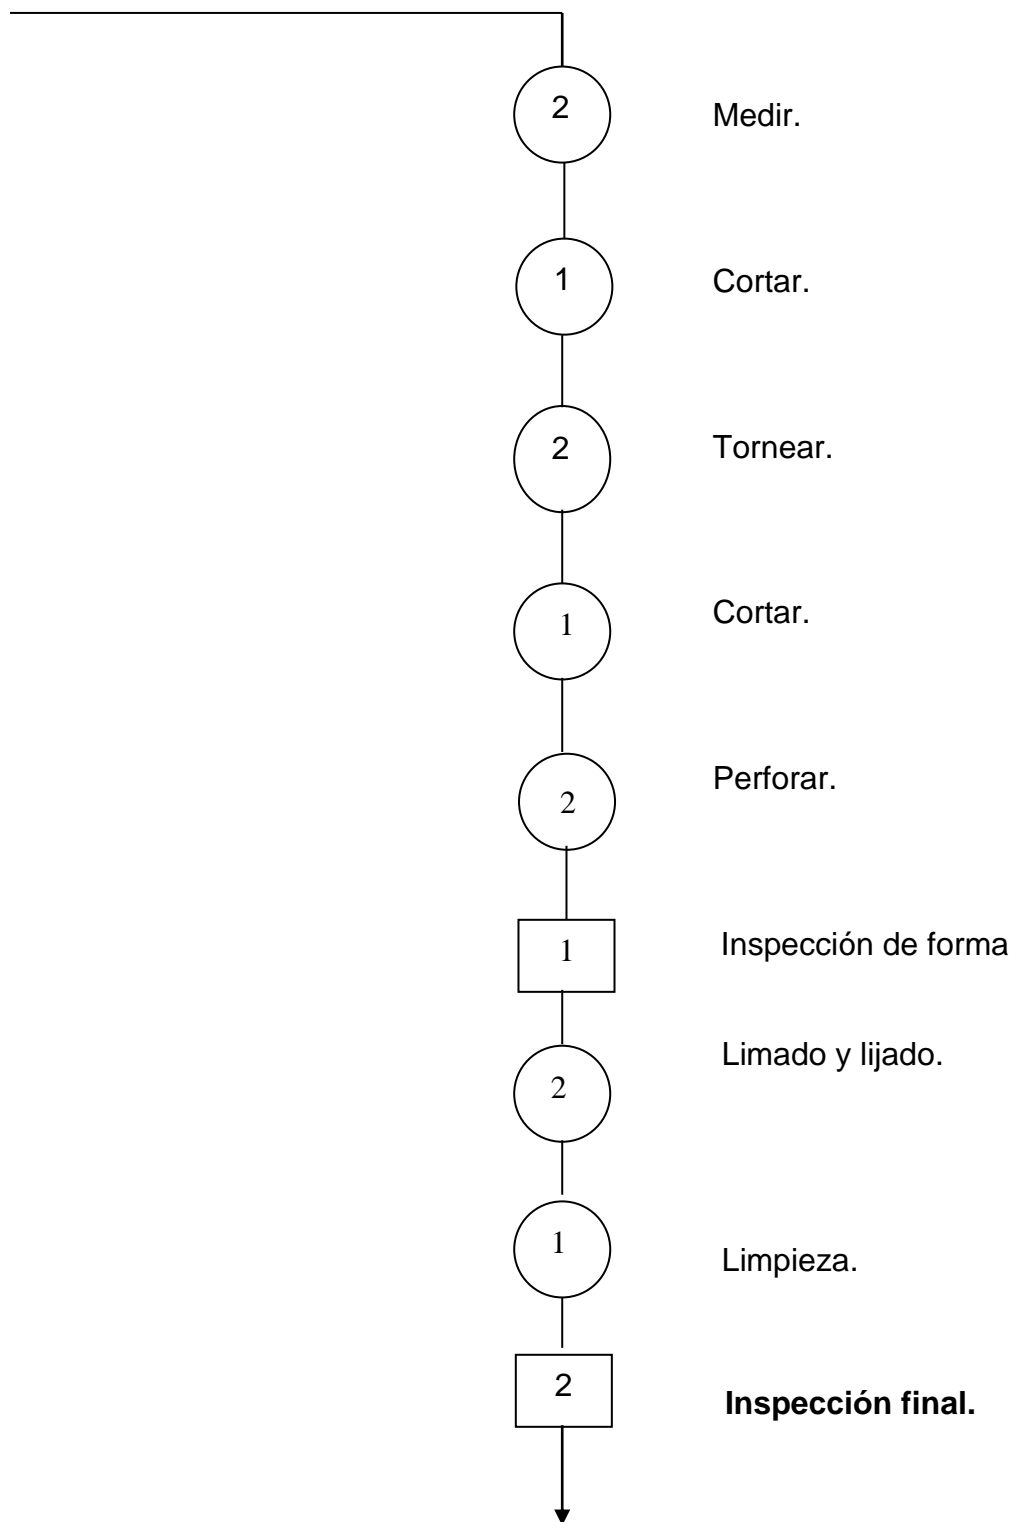 2 Medir.
1 Cortar.
2 Tornear.
1 Cortar.
2 Perforar.
1 Inspección de forma
2 Limado y lijado.
1 Limpieza.
2 Inspección final.